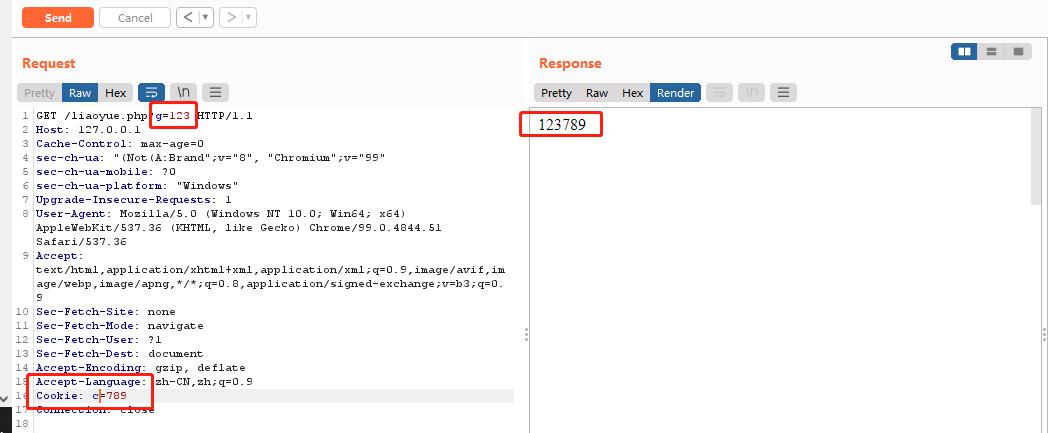 Send
Cancel
< | ▼
> | ▼
Request
Response
Pretty Raw Hex \n
Pretty Raw Hex Render \n
1 GET /liaoyue.php?g=123 HTTP/1.1
2 Host: 127.0.0.1
3 Cache-Control: max-age=0
4 sec-ch-ua: "(Not(A:Brand";v="8", "Chromium";v="99"
5 sec-ch-ua-mobile: ?0
6 sec-ch-ua-platform: "Windows"
7 Upgrade-Insecure-Requests: 1
8 User-Agent: Mozilla/5.0 (Windows NT 10.0; Win64; x64)
AppleWebKit/537.36 (KHTML, like Gecko) Chrome/99.0.4844.51
Safari/537.36
9 Accept:
text/html,application/xhtml+xml,application/xml;q=0.9,image/avif,im
age/webp,image/apng,*/*;q=0.8,application/signed-exchange;v=b3;q=0.
9
10 Sec-Fetch-Site: none
11 Sec-Fetch-Mode: navigate
12 Sec-Fetch-User: ?1
13 Sec-Fetch-Dest: document
14 Accept-Encoding: gzip, deflate
15 Accept-Language: zh-CN,zh;q=0.9
16 Cookie: c=789
17 Connection: close
18
123789